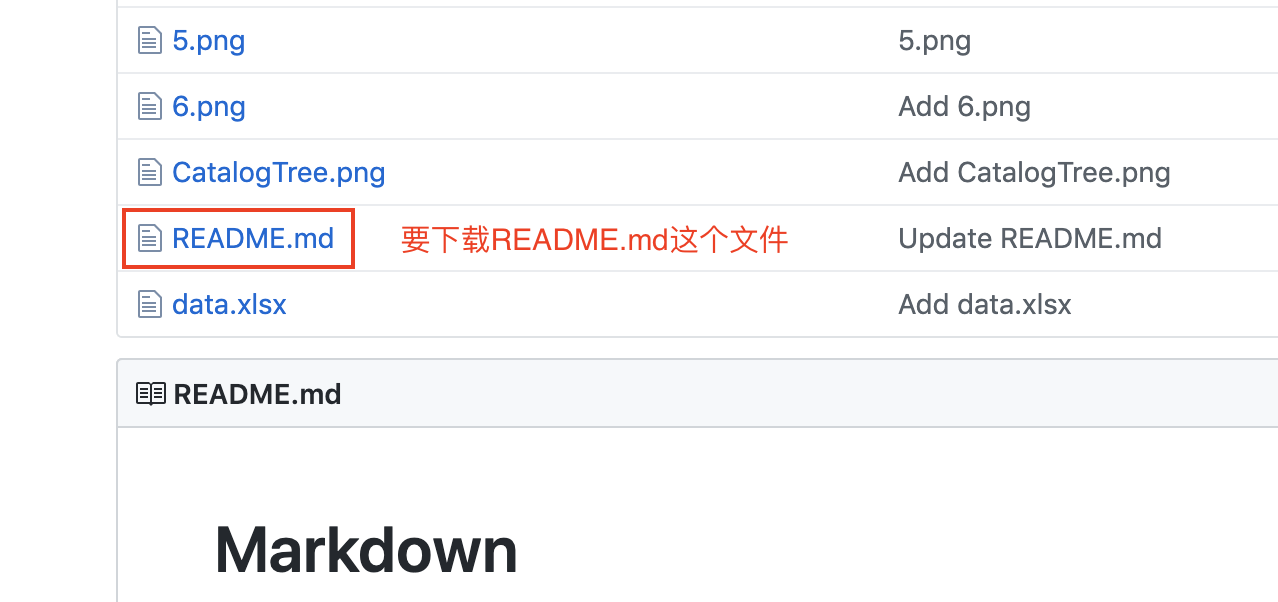 5.png 5.png
6.png Add 6.png
CatalogTree.png Add CatalogTree.png
README.md 要下载README.md这个文件 Update README.md
data.xlsx Add data.xlsx
README.md
Markdown